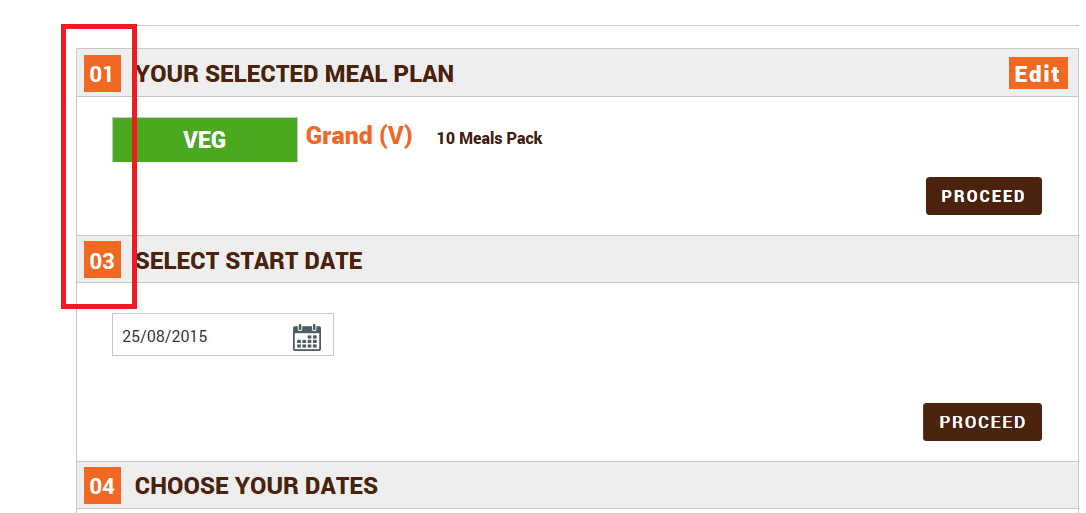 01 YOUR SELECTED MEAL PLAN Edit
VEG Grand (V) 10 Meals Pack
PROCEED
03 SELECT START DATE
25/08/2015
PROCEED
04 CHOOSE YOUR DATES